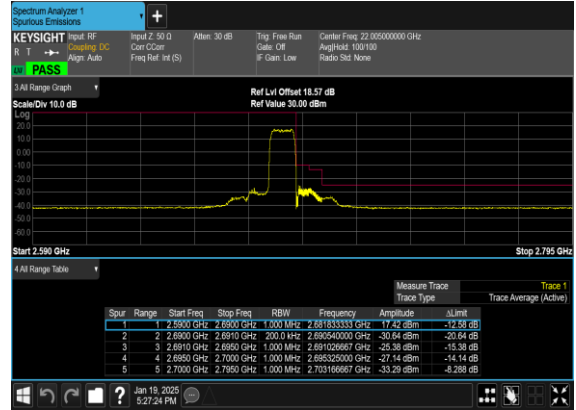 Spectrum Analyzer 1
Spurious Emissions
+
KEYSIGHT Input: RF Input Z: 50 Ω Atten: 30 dB Trig: Free Run Center Freq: 22.005000000 GHz
R T Coupling: DC Corr CCorr Gate: Off Avg|Hold: 100/100
Align: Auto Freq Ref: Int (S) IF Gain: Low Radio Std: None
PASS
3 All Range Graph
Ref Lvl Offset 18.57 dB
Scale/Div 10.0 dB Ref Value 30.00 dBm
Log
20.0
10.0
0.00
-10.0
-20.0
-30.0
-40.0
-50.0
-60.0
Start 2.590 GHz Stop 2.795 GHz
4 All Range Table
Measure Trace Trace 1
Trace Type Trace Average (Active)
Spur Range Start Freq Stop Freq RBW Frequency Amplitude ΔLimit
1 1 2.5900 GHz 2.6900 GHz 1.000 MHz 2.681833333 GHz 17.42 dBm -12.58 dB
2 2 2.6900 GHz 2.6910 GHz 200.0 kHz 2.690540000 GHz -30.64 dBm -20.64 dB
3 3 2.6910 GHz 2.6950 GHz 1.000 MHz 2.691026667 GHz -25.38 dBm -15.38 dB
4 4 2.6950 GHz 2.7000 GHz 1.000 MHz 2.695325000 GHz -27.14 dBm -14.14 dB
5 5 2.7000 GHz 2.7950 GHz 1.000 MHz 2.703166667 GHz -33.29 dBm -8.288 dB
? Jan 19, 2025
5:27:24 PM